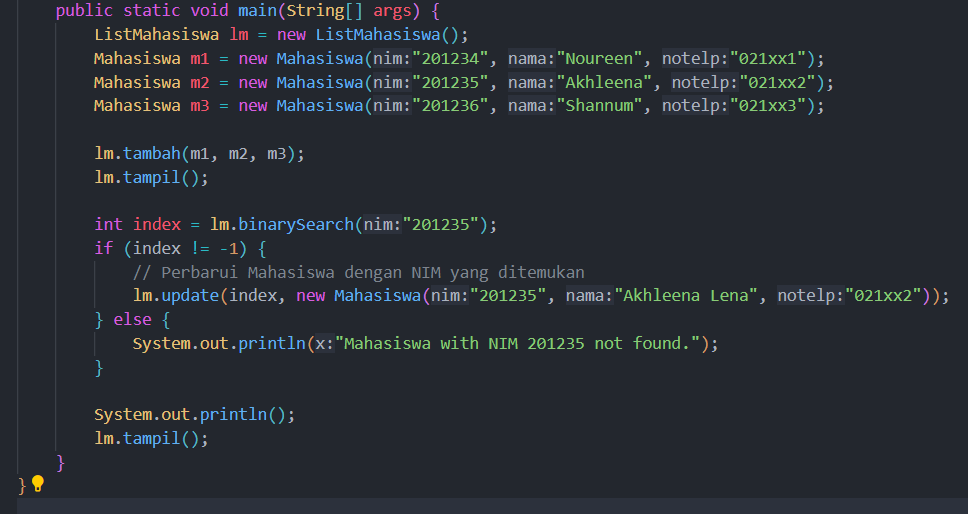 public static void main(String[] args) {
ListMahasiswa lm = new ListMahasiswa();
Mahasiswa m1 = new Mahasiswa(nim:"201234", nama:"Noureen", notelp:"021xx1");
Mahasiswa m2 = new Mahasiswa(nim:"201235", nama:"Akhleena", notelp:"021xx2");
Mahasiswa m3 = new Mahasiswa(nim:"201236", nama:"Shannum", notelp:"021xx3");
lm.tambah(m1, m2, m3);
lm.tampil();
int index = lm.binarySearch(nim:"201235");
if (index != -1) {
// Perbarui Mahasiswa dengan NIM yang ditemukan
lm.update(index, new Mahasiswa(nim:"201235", nama:"Akhleena Lena", notelp:"021xx2"));
} else {
System.out.println(x:"Mahasiswa with NIM 201235 not found.");
}
System.out.println();
lm.tampil();
}
}